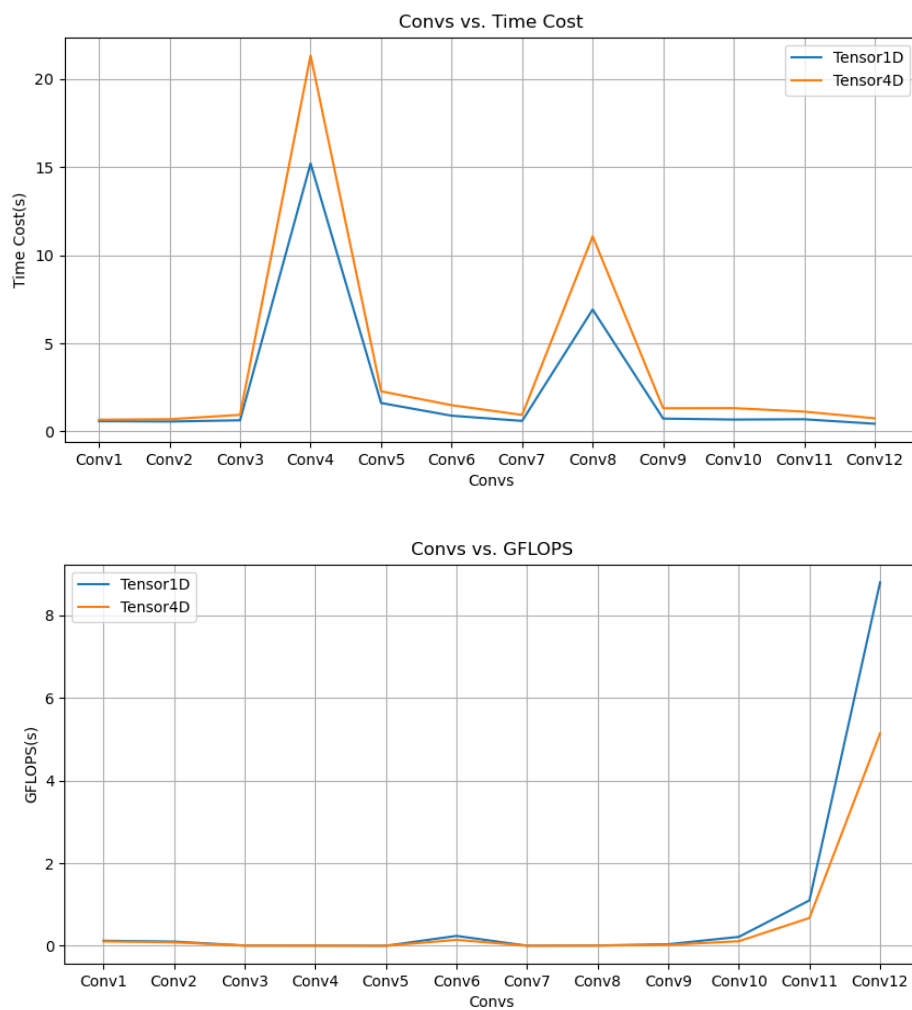 Convs vs. Time Cost
Tensor1D
Tensor4D
20
15
10
5
0
Time Cost(s)
Conv1 Conv2 Conv3 Conv4 Conv5 Conv6 Conv7 Conv8 Conv9 Conv10 Conv11 Conv12
Convs
Convs vs. GFLOPS
Tensor1D
Tensor4D
8
6
4
2
0
GFLOPS(s)
Conv1 Conv2 Conv3 Conv4 Conv5 Conv6 Conv7 Conv8 Conv9 Conv10 Conv11 Conv12
Convs